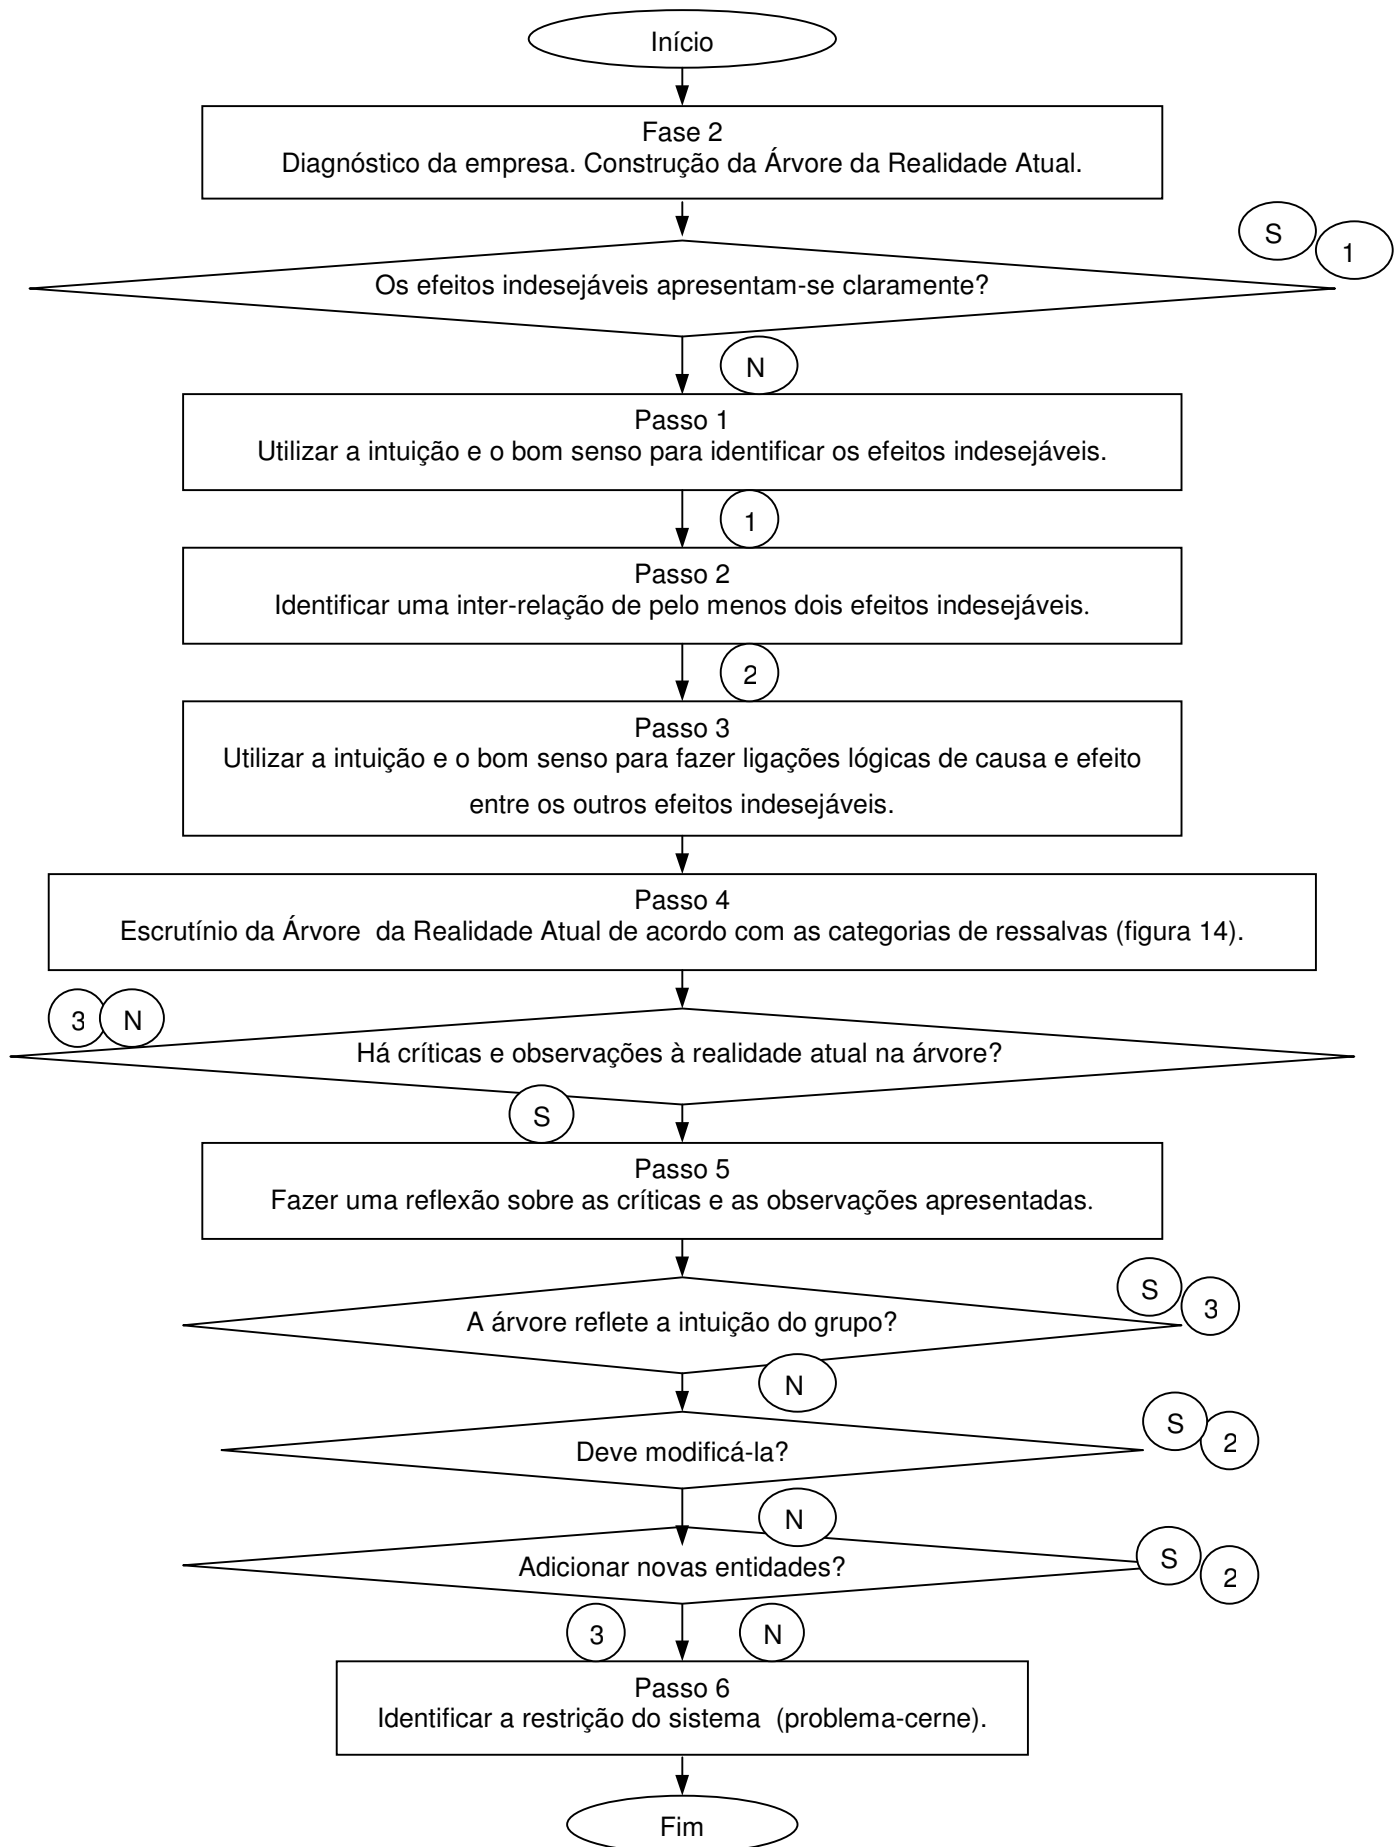 Início
Fase 2
Diagnóstico da empresa. Construção da Árvore da Realidade Atual.
S
1
Os efeitos indesejáveis apresentam-se claramente?
N
Passo 1
Utilizar a intuição e o bom senso para identificar os efeitos indesejáveis.
1
Passo 2
Identificar uma inter-relação de pelo menos dois efeitos indesejáveis.
2
Passo 3
Utilizar a intuição e o bom senso para fazer ligações lógicas de causa e efeito
entre os outros efeitos indesejáveis.
Passo 4
Escrutínio da Árvore  da Realidade Atual de acordo com as categorias de ressalvas (figura 14).
3
N
Há críticas e observações à realidade atual na árvore?
S
Passo 5
Fazer uma reflexão sobre as críticas e as observações apresentadas.
S
3
A árvore reflete a intuição do grupo?
N
S
2
Deve modificá-la?
N
Adicionar novas entidades?
S
2
3
N
Passo 6
Identificar a restrição do sistema  (problema-cerne).
Fim